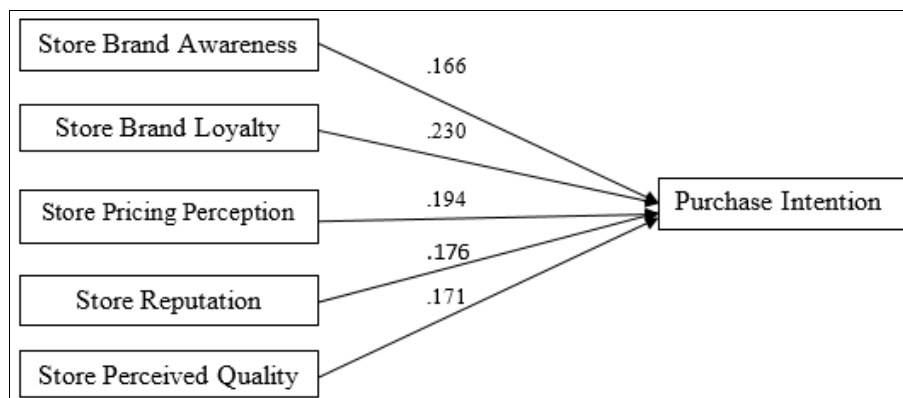 Store Brand Awareness
.166
Store Brand Loyalty
.230
Store Pricing Perception
.194
Purchase Intention
.176
Store Reputation
.171
Store Perceived Quality